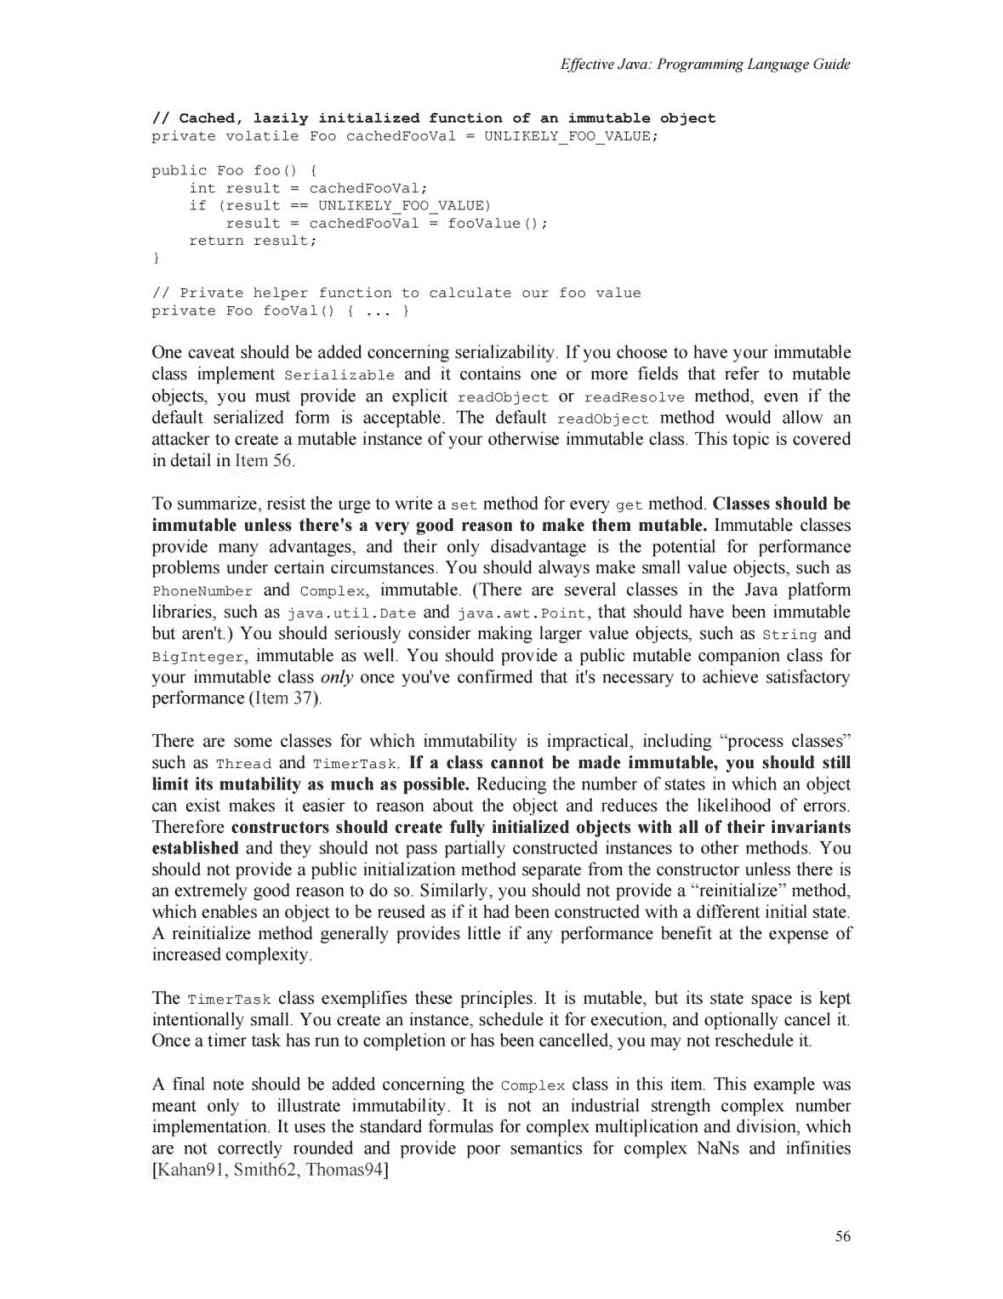 Effective Java: Programming Language Guide
// Cached, lazily initialized function of an immutable object
private volatile Foo cachedFooVal = UNLIKELY_FOO_VALUE;
public Foo foo() {
int result = cachedFooVal;
if (result == UNLIKELY_FOO_VALUE)
result = cachedFooVal = fooValue();
return result;
}
// Private helper function to calculate our foo value
private Foo fooVal() { ... }
One caveat should be added concerning serializability. If you choose to have your immutable
class implement Serializable and it contains one or more fields that refer to mutable
objects, you must provide an explicit readObject or readResolve method, even if the
default serialized form is acceptable. The default readObject method would allow an
attacker to create a mutable instance of your otherwise immutable class. This topic is covered
in detail in Item 56.
To summarize, resist the urge to write a set method for every get method. Classes should be
immutable unless there's a very good reason to make them mutable. Immutable classes
provide many advantages, and their only disadvantage is the potential for performance
problems under certain circumstances. You should always make small value objects, such as
PhoneNumber and Complex, immutable. (There are several classes in the Java platform
libraries, such as java.util.Date and java.awt.Point, that should have been immutable
but aren't.) You should seriously consider making larger value objects, such as String and
BigInteger, immutable as well. You should provide a public mutable companion class for
your immutable class only once you've confirmed that it's necessary to achieve satisfactory
performance (Item 37).
There are some classes for which immutability is impractical, including “process classes”
such as Thread and TimerTask. If a class cannot be made immutable, you should still
limit its mutability as much as possible. Reducing the number of states in which an object
can exist makes it easier to reason about the object and reduces the likelihood of errors.
Therefore constructors should create fully initialized objects with all of their invariants
established and they should not pass partially constructed instances to other methods. You
should not provide a public initialization method separate from the constructor unless there is
an extremely good reason to do so. Similarly, you should not provide a “reinitialize” method,
which enables an object to be reused as if it had been constructed with a different initial state.
A reinitialize method generally provides little if any performance benefit at the expense of
increased complexity.
The TimerTask class exemplifies these principles. It is mutable, but its state space is kept
intentionally small. You create an instance, schedule it for execution, and optionally cancel it.
Once a timer task has run to completion or has been cancelled, you may not reschedule it.
A final note should be added concerning the Complex class in this item. This example was
meant only to illustrate immutability. It is not an industrial strength complex number
implementation. It uses the standard formulas for complex multiplication and division, which
are not correctly rounded and provide poor semantics for complex NaNs and infinities
[Kahan91, Smith62, Thomas94]
56